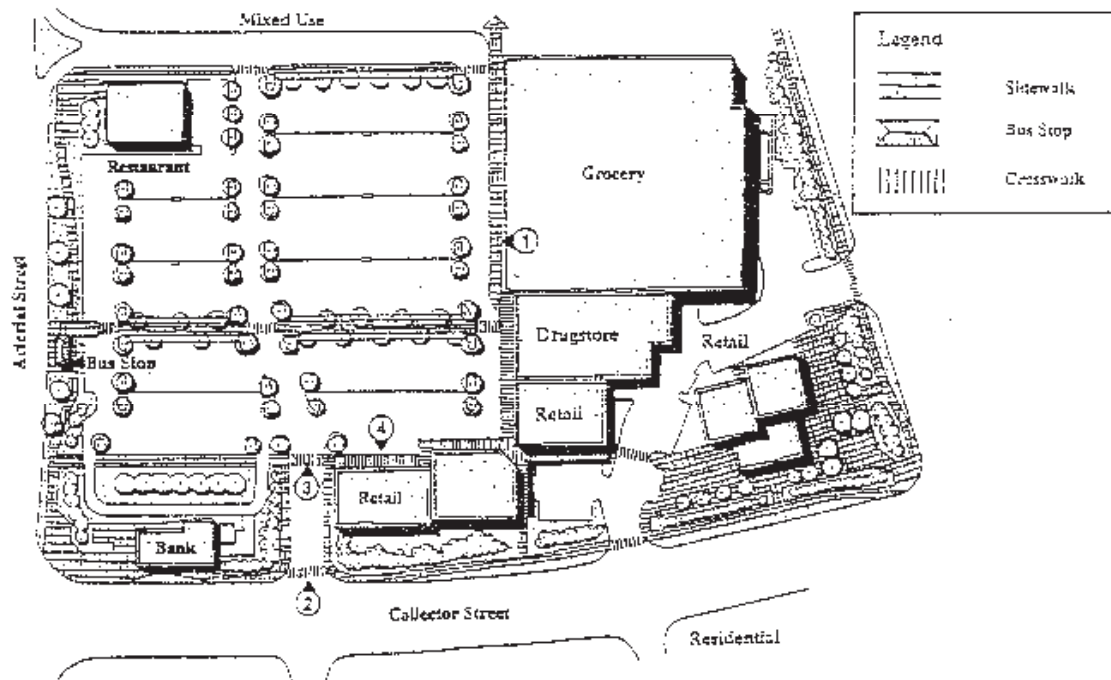 Mixed Use
Legend
Sidewalk
Bus Stop
Crosswalk
Restaurant
Grocery
1
Arterial Street
Drugstore
Retail
Bus Stop
Retail
4
3
Retail
Bank
2
Collector Street
Residential